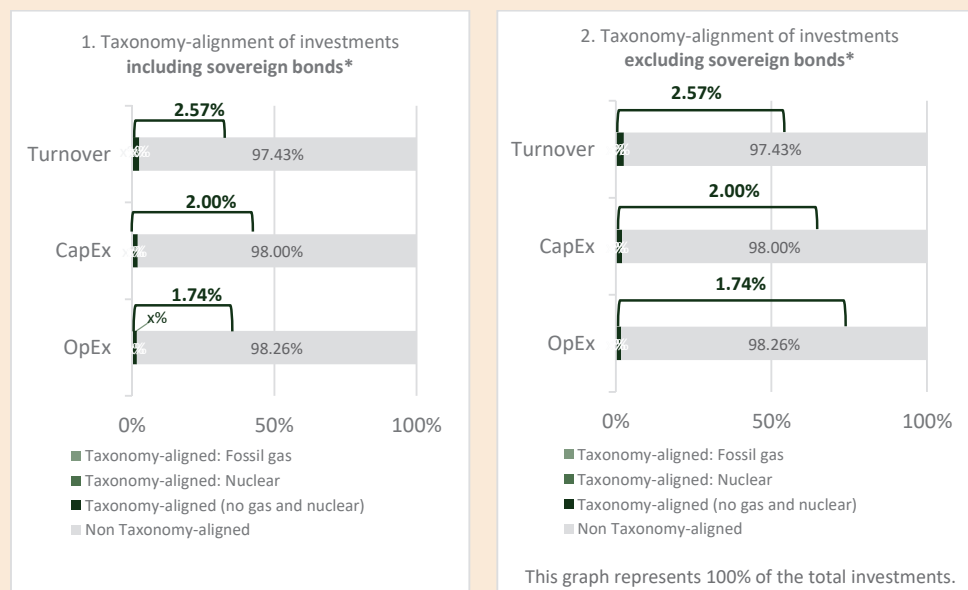 1. Taxonomy-alignment of investments
including sovereign bonds*
2.57%
Turnover
97.43%
2.00%
CapEx
98.00%
1.74%
x%
OpEx
98.26%
0%
50%
100%
Taxonomy-aligned: Fossil gas
Taxonomy-aligned: Nuclear
Taxonomy-aligned (no gas and nuclear)
Non Taxonomy-aligned
2. Taxonomy-alignment of investments
excluding sovereign bonds*
2.57%
Turnover
97.43%
2.00%
CapEx
98.00%
1.74%
OpEx
98.26%
0%
50%
100%
Taxonomy-aligned: Fossil gas
Taxonomy-aligned: Nuclear
Taxonomy-aligned (no gas and nuclear)
Non Taxonomy-aligned
This graph represents 100% of the total investments.